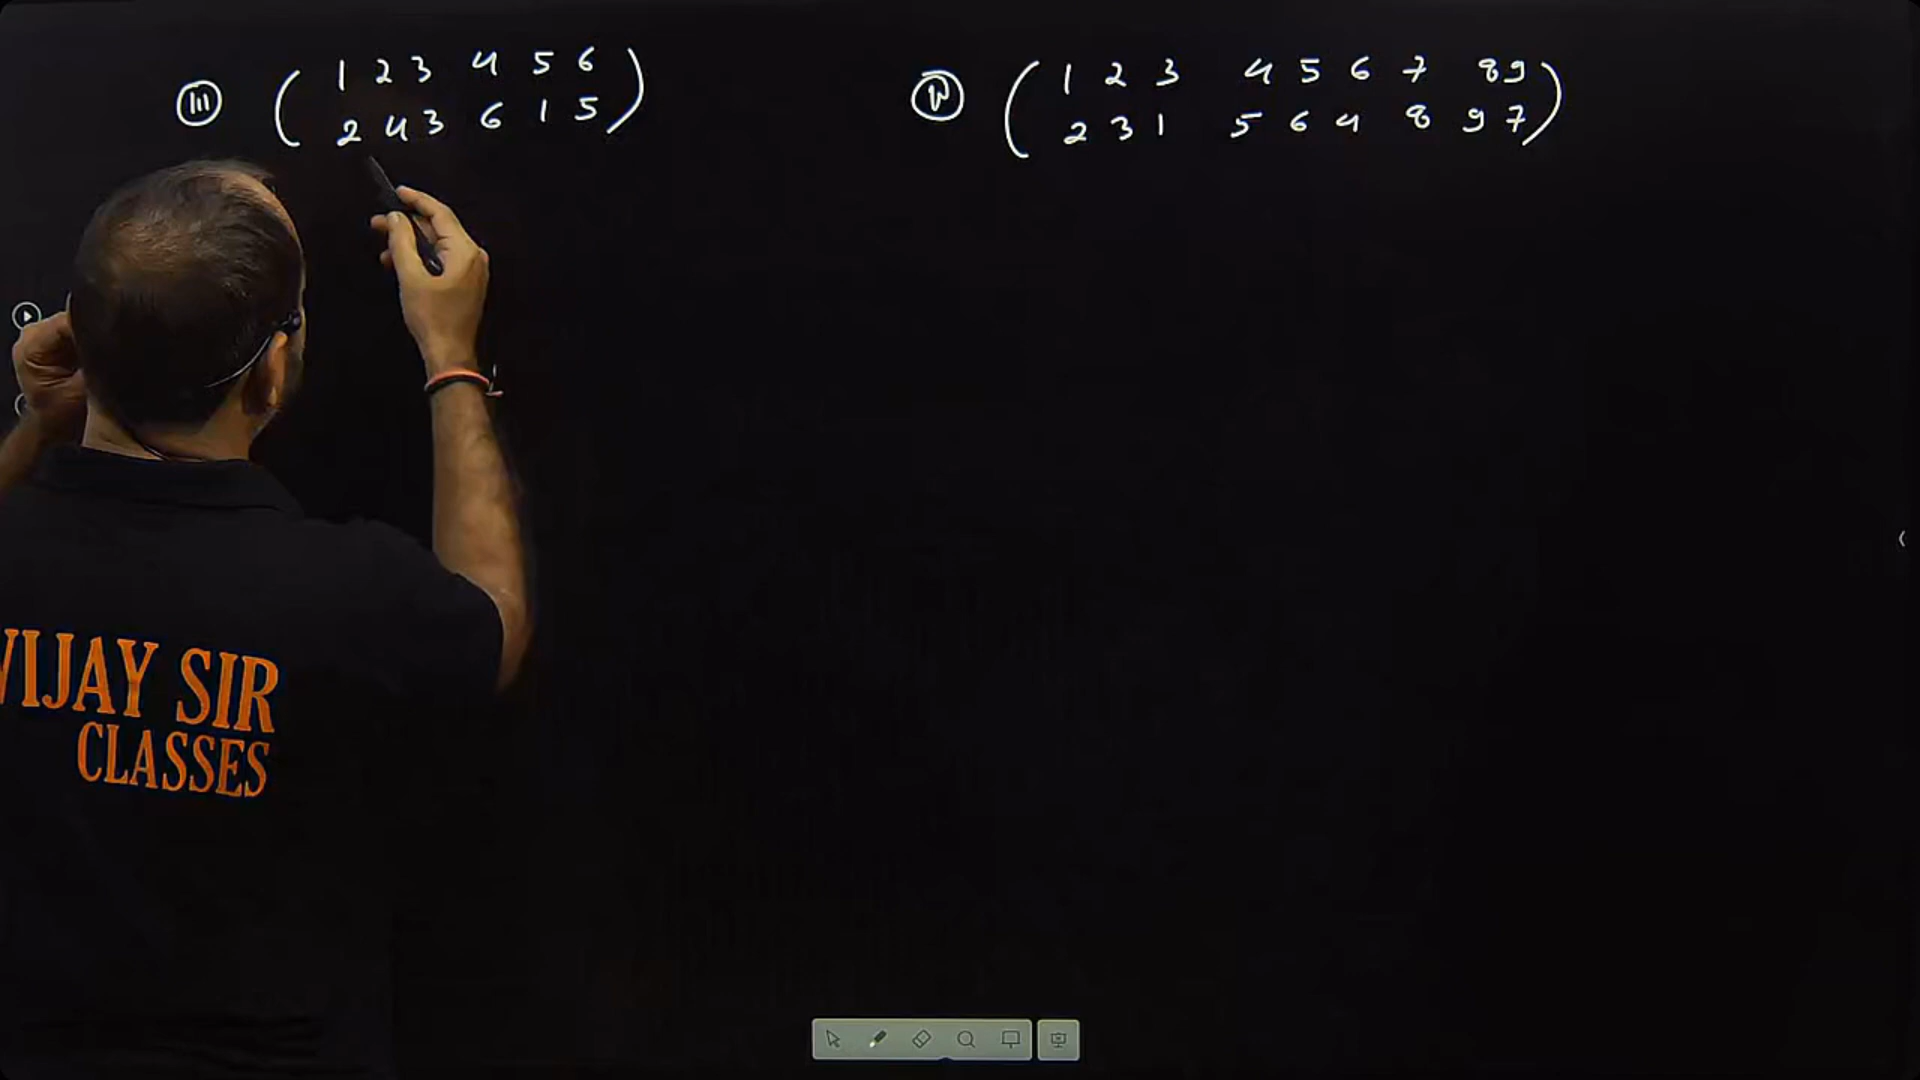 (III) ( 1 2 3 4 5 6
2 4 3 6 1 5 )
(IV) ( 1 2 3 4 5 6 7 8 9
2 3 1 5 6 4 8 9 7 )
VIJAY SIR
CLASSES